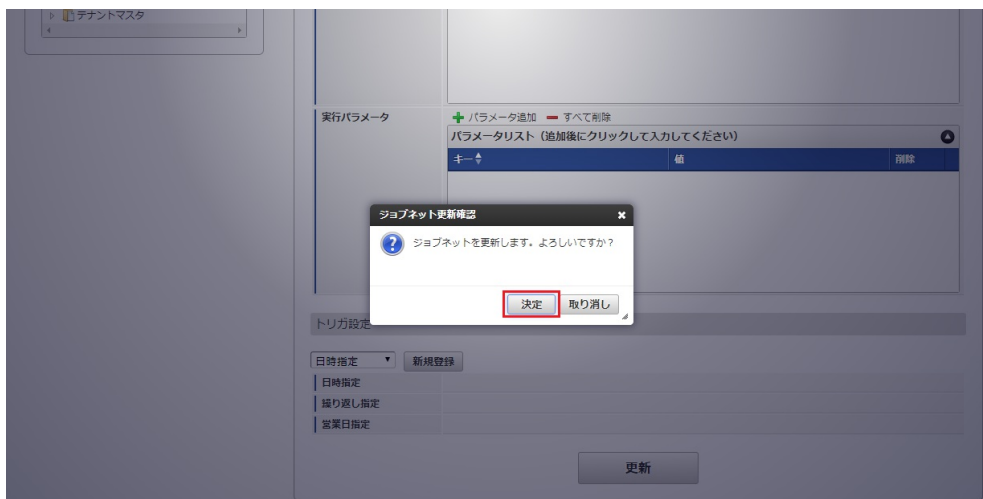 テナントマスタ
実行パラメータ
パラメータ追加 すべて削除
パラメータリスト（追加後にクリックして入力してください）
キー 値 削除
ジョブネット更新確認
ジョブネットを更新します。よろしいですか？
決定 取り消し
トリガ設定
日時指定 新規登録
日時指定
繰り返し指定
営業日指定
更新